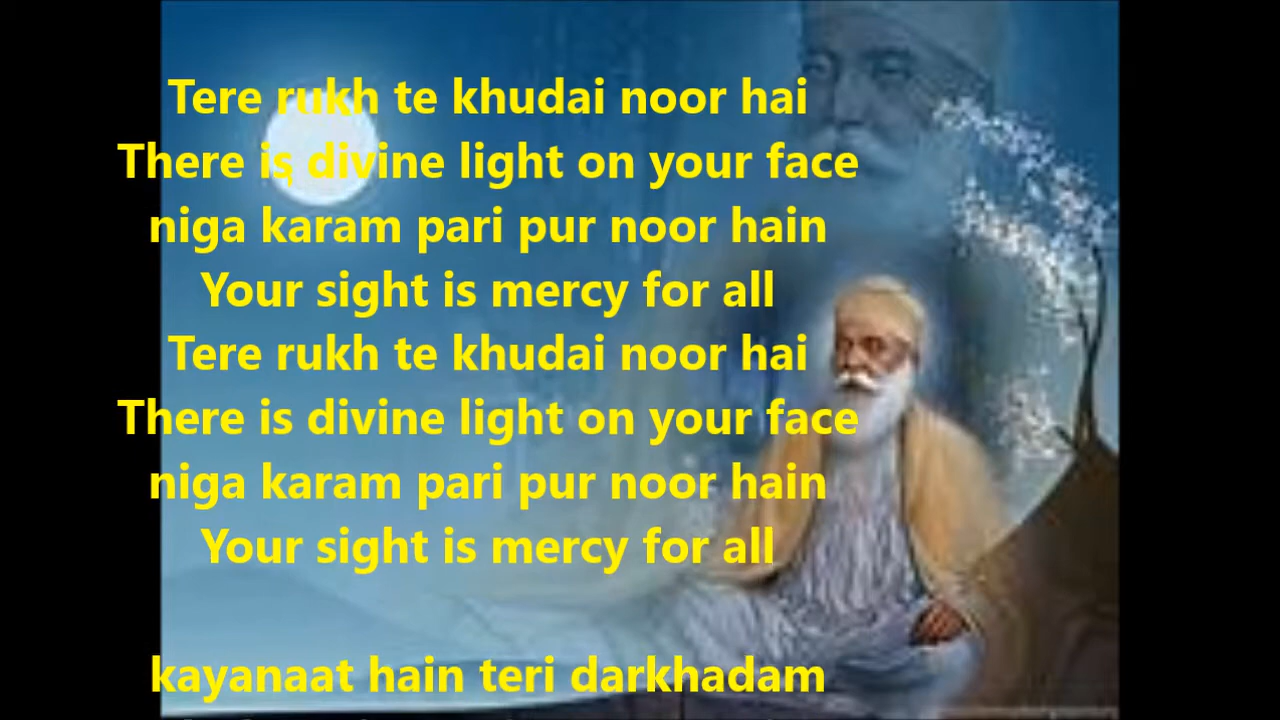 Tere rukh te khudai noor hai
There is divine light on your face
niga karam pari pur noor hain
Your sight is mercy for all
Tere rukh te khudai noor hai
There is divine light on your face
niga karam pari pur noor hain
Your sight is mercy for all
kayanaat hain teri darkhadam